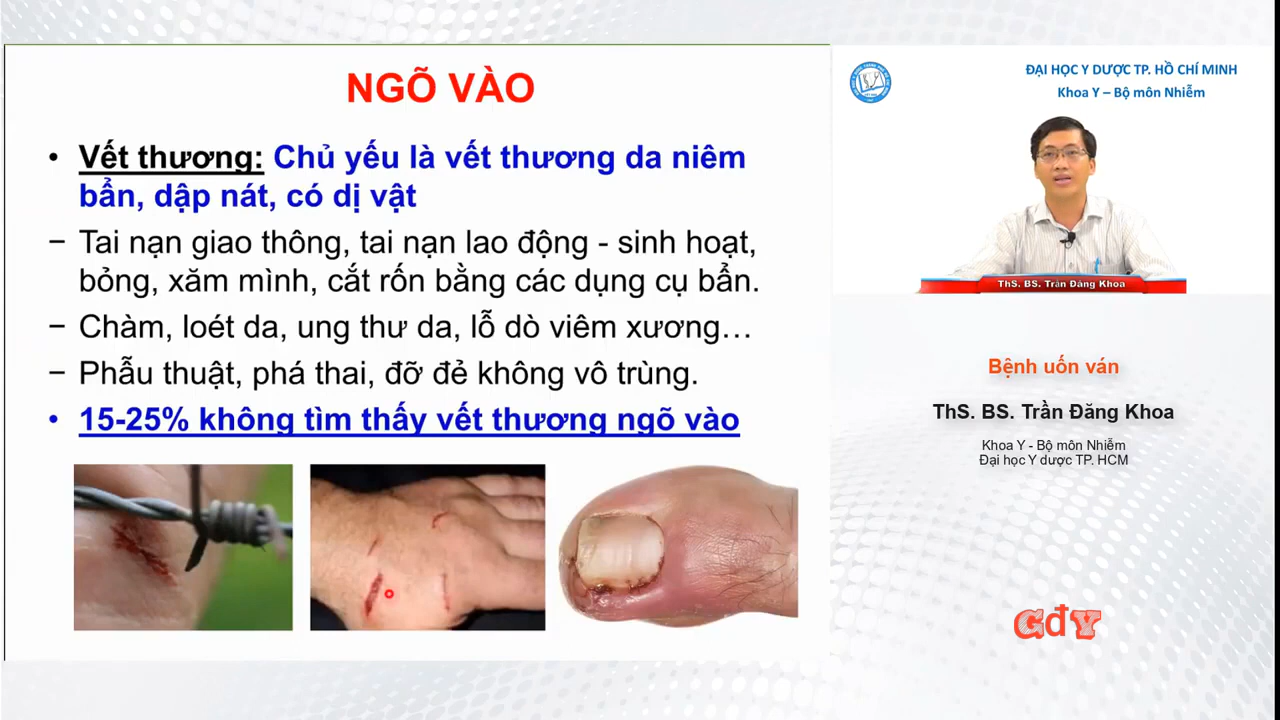 NGÕ VÀO
• Vết thương: Chủ yếu là vết thương da niêm
bẩn, dập nát, có dị vật
− Tai nạn giao thông, tai nạn lao động - sinh hoạt,
bỏng, xăm mình, cắt rốn bằng các dụng cụ bẩn.
− Chàm, loét da, ung thư da, lỗ dò viêm xương…
− Phẫu thuật, phá thai, đỡ đẻ không vô trùng.
• 15-25% không tìm thấy vết thương ngõ vào
ĐẠI HỌC Y DƯỢC TP. HỒ CHÍ MINH
Khoa Y – Bộ môn Nhiễm
ThS. BS. Trần Đăng Khoa
Bệnh uốn ván
ThS. BS. Trần Đăng Khoa
Khoa Y - Bộ môn Nhiễm
Đại học Y dược TP. HCM
GđY